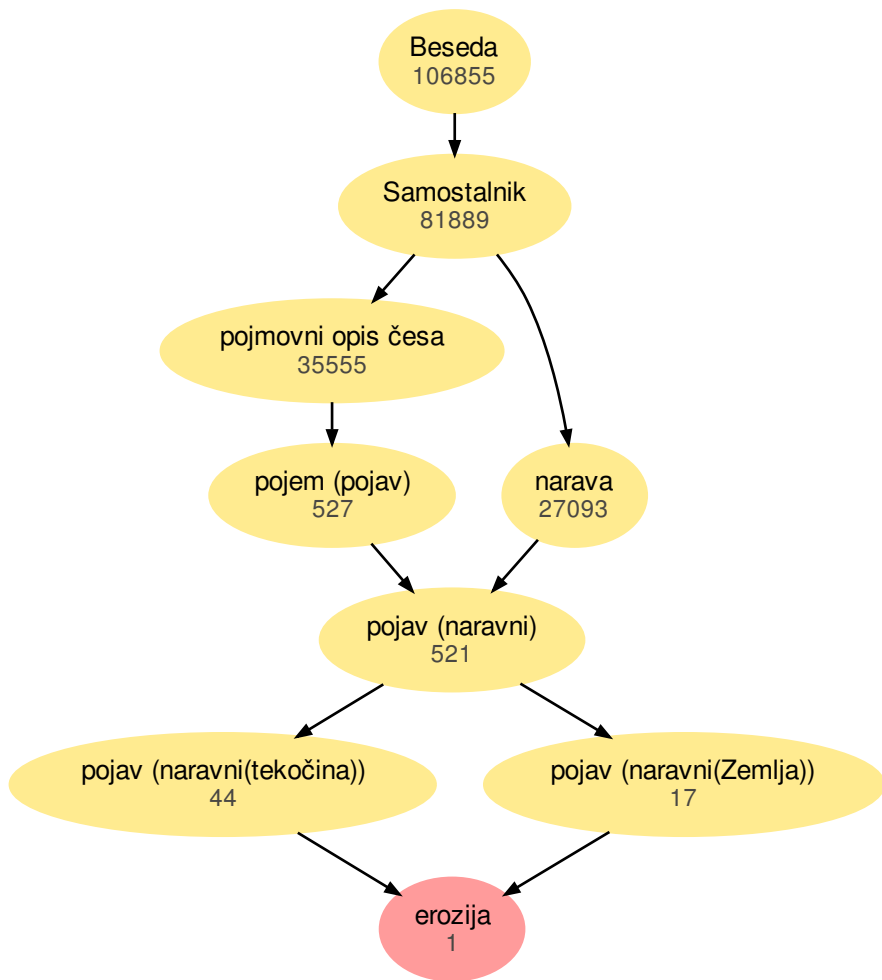 Beseda
106855
Samostalnik
81889
pojmovni opis česa
35555
pojem (pojav)
527
narava
27093
pojav (naravni)
521
pojav (naravni(tekočina))
44
pojav (naravni(Zemlja))
17
erozija
1